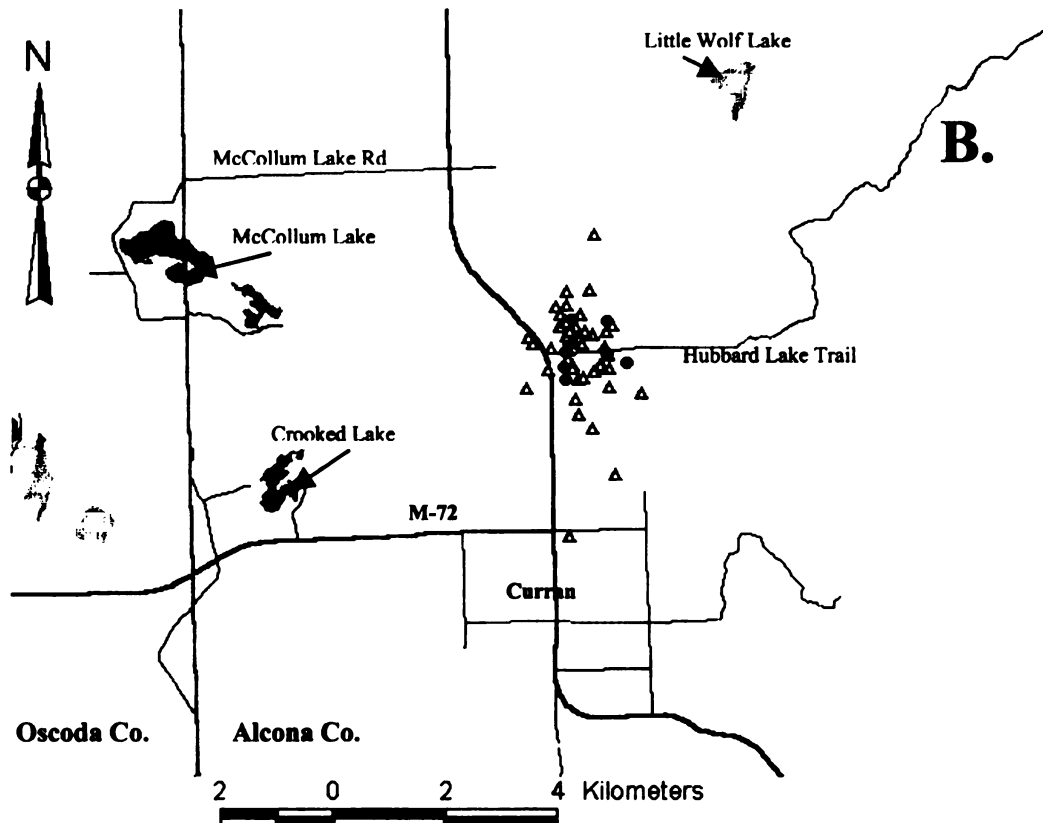 N
Little Wolf Lake
B.
McCollum Lake Rd
McCollum Lake
Hubbard Lake Trail
Crooked Lake
M-72
Curran
Oscoda Co.
Alcona Co.
2 0 4 Kilometers